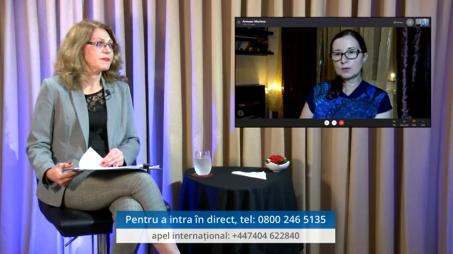 Pentru a intra în direct, tel: 0800 246 5135
apel internațional: +447404 622840